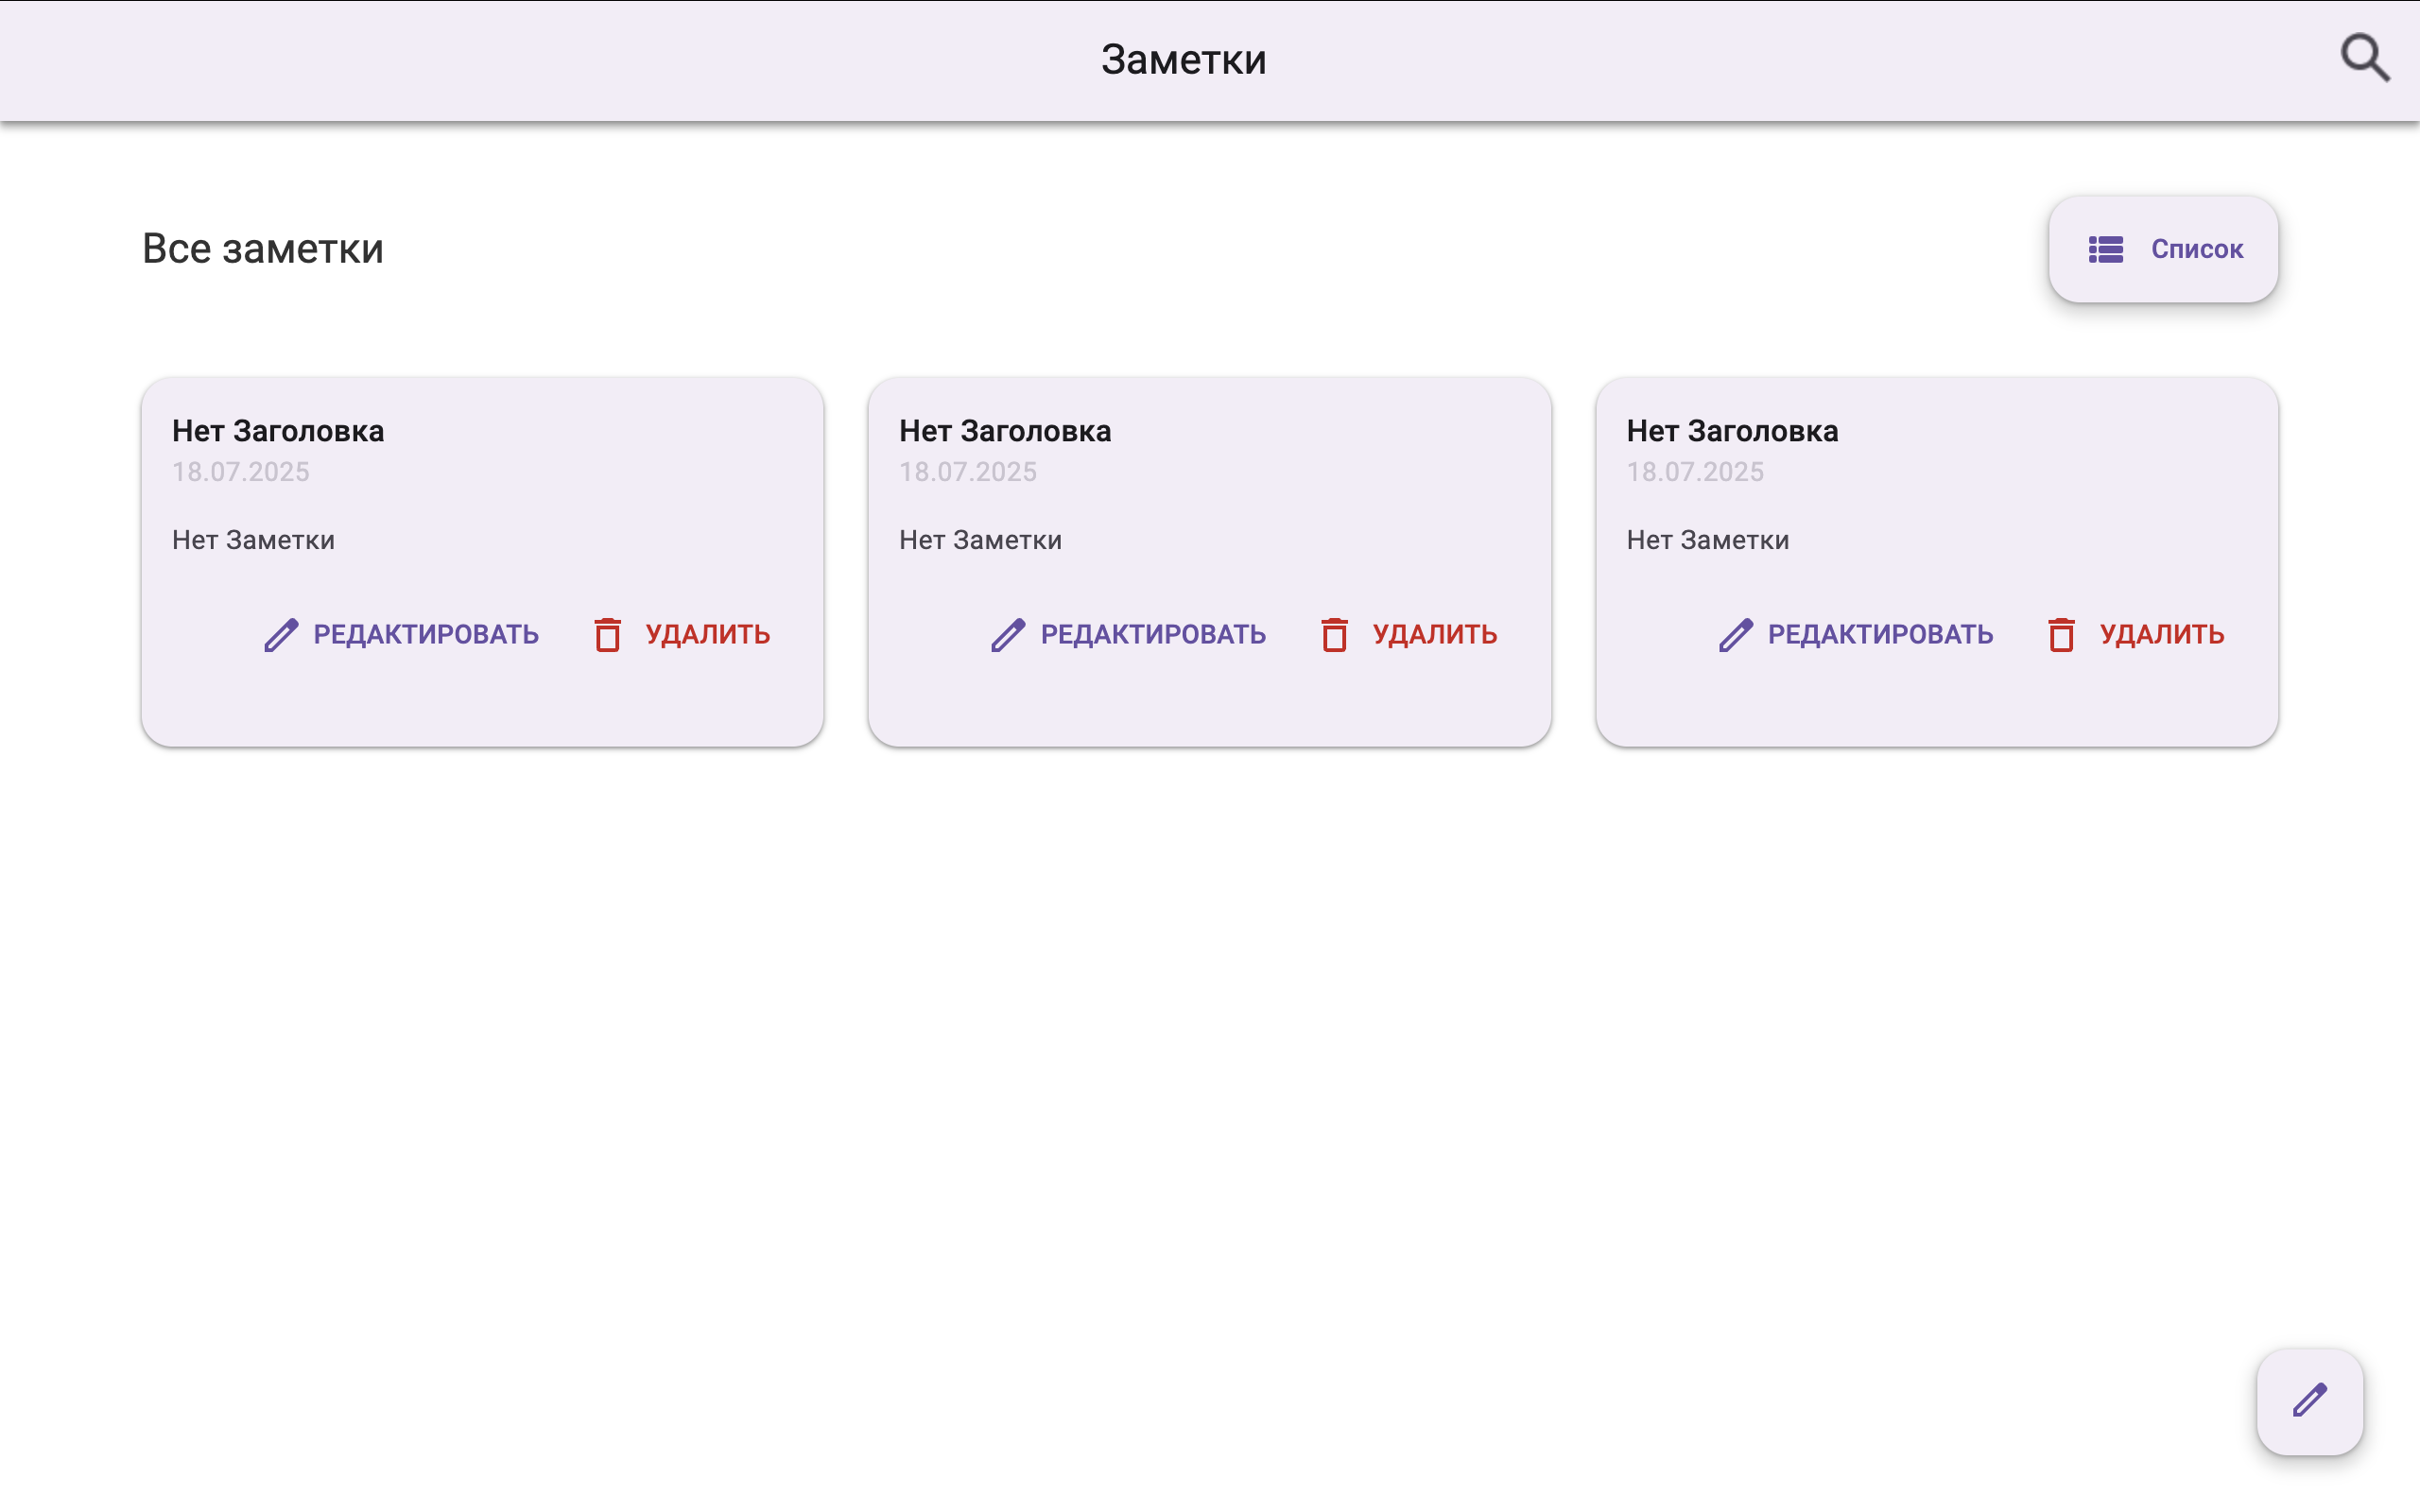 Заметки
Все заметки
Список
Нет Заголовка
18.07.2025
Нет Заметки
РЕДАКТИРОВАТЬ УДАЛИТЬ
Нет Заголовка
18.07.2025
Нет Заметки
РЕДАКТИРОВАТЬ УДАЛИТЬ
Нет Заголовка
18.07.2025
Нет Заметки
РЕДАКТИРОВАТЬ УДАЛИТЬ